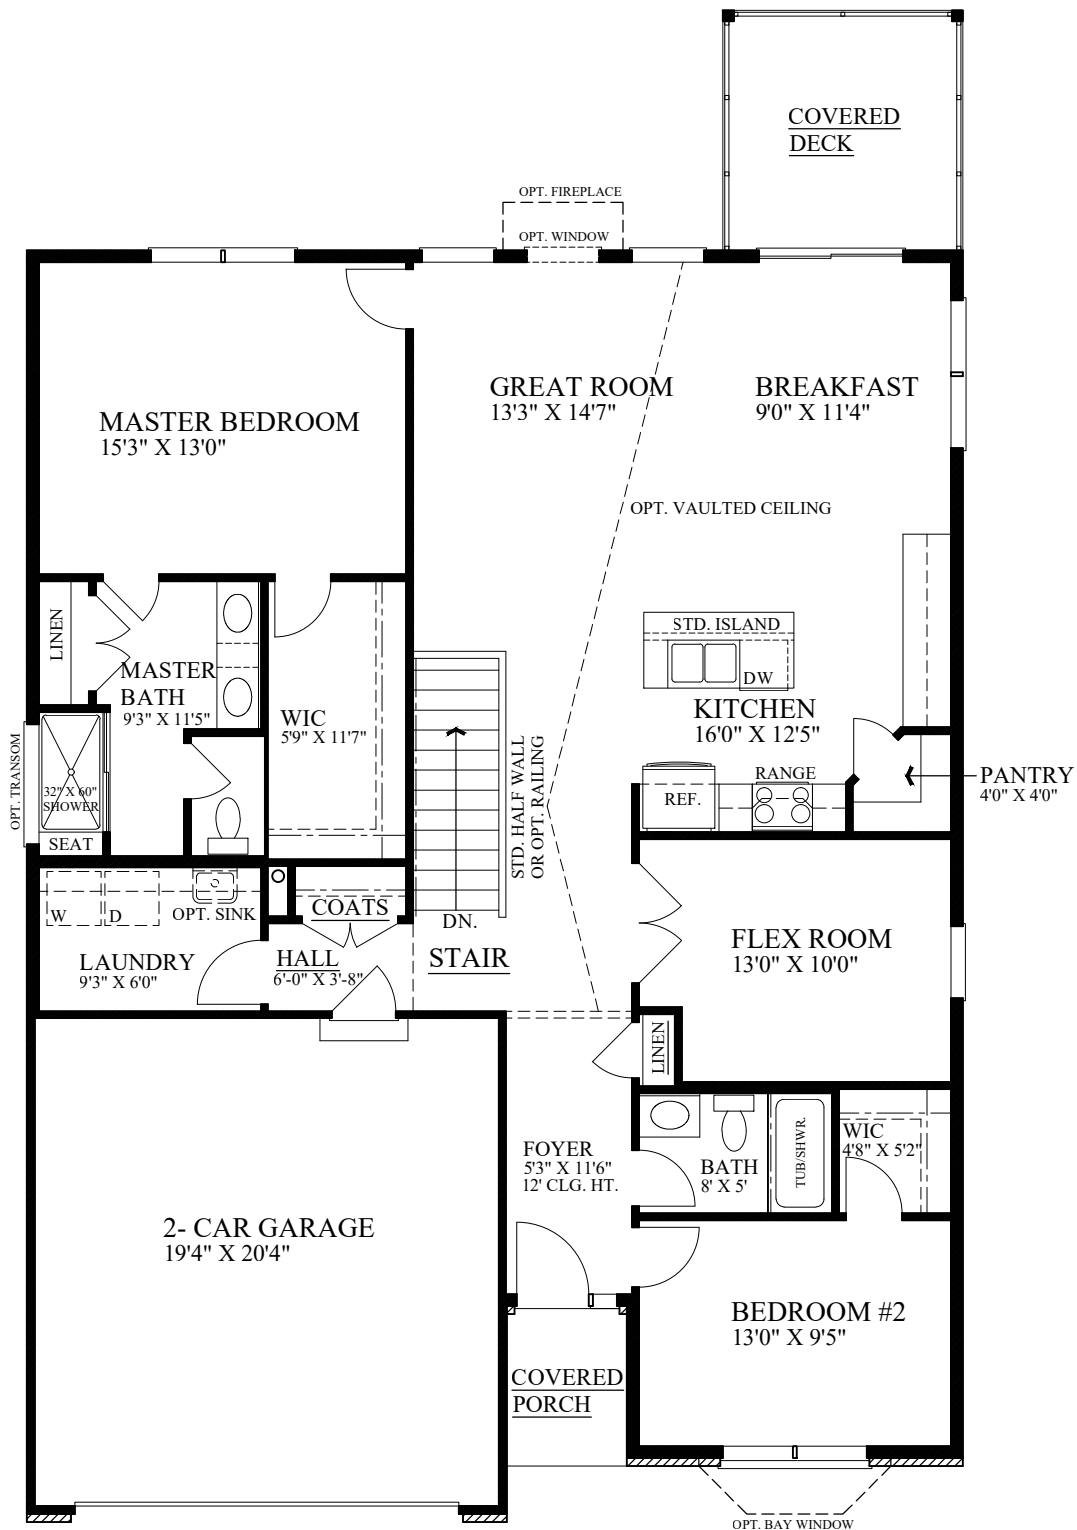 COVERED
DECK
OPT. FIREPLACE
OPT. WINDOW
GREAT ROOM
13'3" X 14'7"
BREAKFAST
9'0" X 11'4"
MASTER BEDROOM
15'3" X 13'0"
OPT. VAULTED CEILING
LINEN
STD. ISLAND
DW
MASTER
BATH
9'3" X 11'5"
WIC
5'9" X 11'7"
KITCHEN
16'0" X 12'5"
OPT. TRANSOM
32" X 60"
SHOWER
SEAT
STD. HALF WALL
OR OPT. RAILING
REF.
RANGE
PANTRY
4'0" X 4'0"
W
D
OPT. SINK
COATS
DN.
LAUNDRY
9'3" X 6'0"
HALL
6'-0" X 3'-8"
STAIR
FLEX ROOM
13'0" X 10'0"
LINEN
FOYER
5'3" X 11'6"
12' CLG. HT.
BATH
8' X 5'
TUB/SHWR.
WIC
4'8" X 5'2"
2- CAR GARAGE
19'4" X 20'4"
BEDROOM #2
13'0" X 9'5"
COVERED
PORCH
OPT. BAY WINDOW